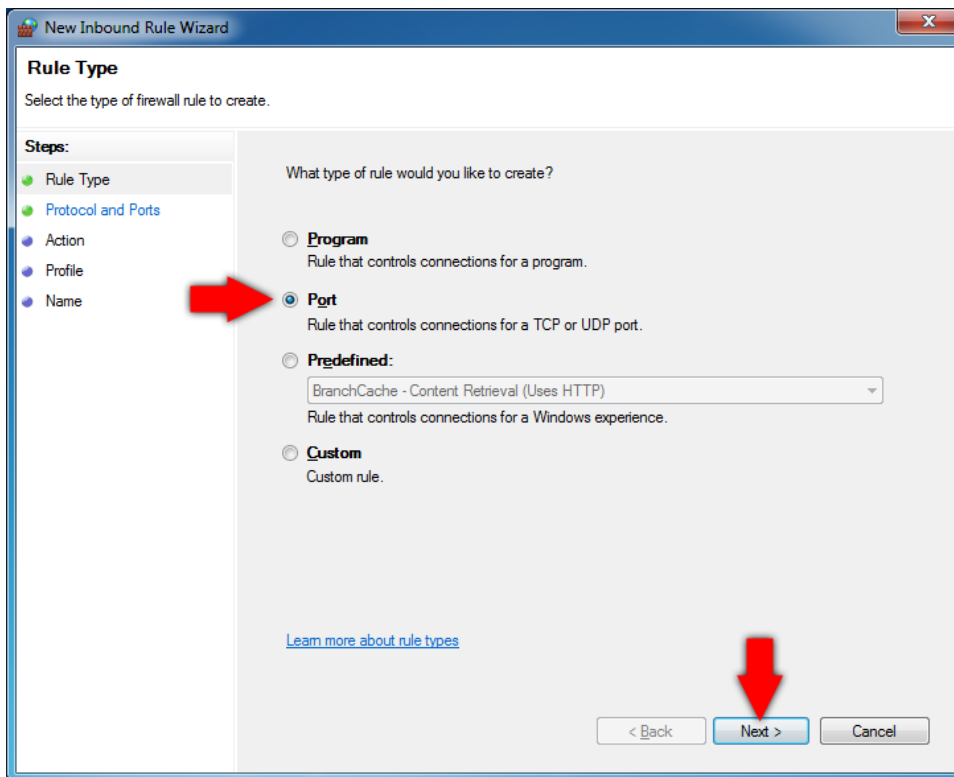 New Inbound Rule Wizard
Rule Type
Select the type of firewall rule to create.
Steps:
Rule Type
Protocol and Ports
Action
Profile
Name
What type of rule would you like to create?
Program
Rule that controls connections for a program.
Port
Rule that controls connections for a TCP or UDP port.
Predefined:
BranchCache - Content Retrieval (Uses HTTP)
Rule that controls connections for a Windows experience.
Custom
Custom rule.
Learn more about rule types
< Back Next > Cancel